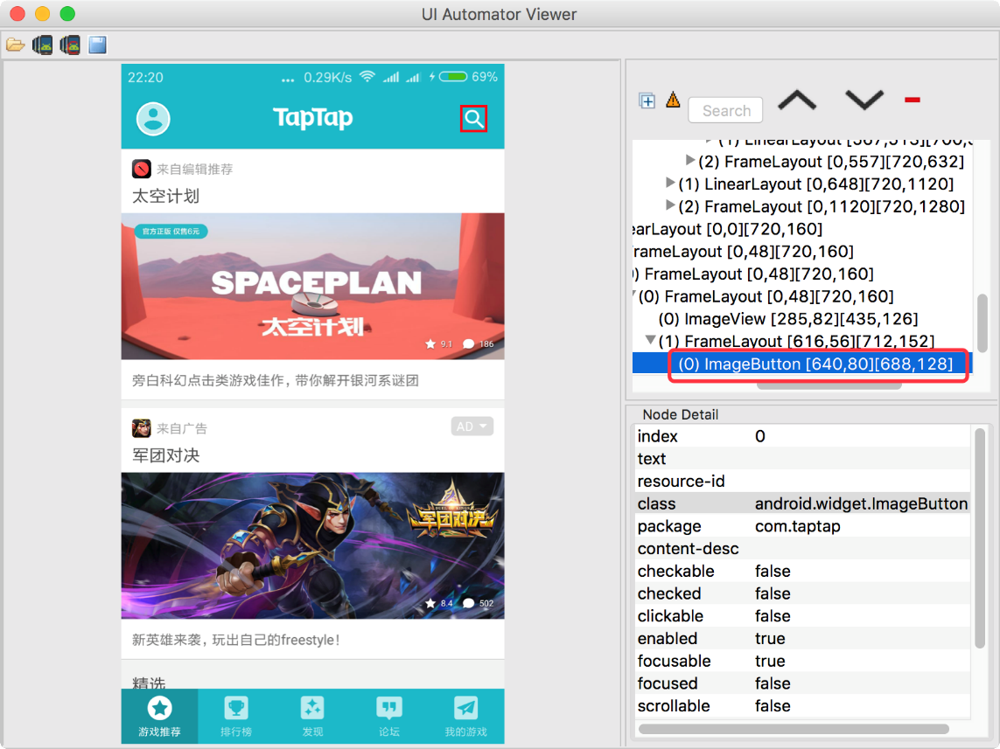 UI Automator Viewer
22:20
... 0.29K/s
69%
TapTap
来自编辑推荐
太空计划
官方正版 仅售6元
SPACEPLAN
太空计划
9.1
186
旁白科幻点击类游戏佳作，带你解开银河系谜团
来自广告
AD
军团对决
DUEL OF KINGS
军团对决
8.4
502
新英雄来袭，玩出自己的freestyle！
精选
游戏推荐
排行榜
发现
论坛
我的游戏
Search
(2) FrameLayout [0,557][720,632]
(1) LinearLayout [0,648][720,1120]
(2) FrameLayout [0,1120][720,1280]
earLayout [0,0][720,160]
rameLayout [0,48][720,160]
) FrameLayout [0,48][720,160]
(0) FrameLayout [0,48][720,160]
(0) ImageView [285,82][435,126]
(1) FrameLayout [616,56][712,152]
(0) ImageButton [640,80][688,128]
Node Detail
index 0
text
resource-id
class android.widget.ImageButton
package com.taptap
content-desc
checkable false
checked false
clickable false
enabled true
focusable true
focused false
scrollable false